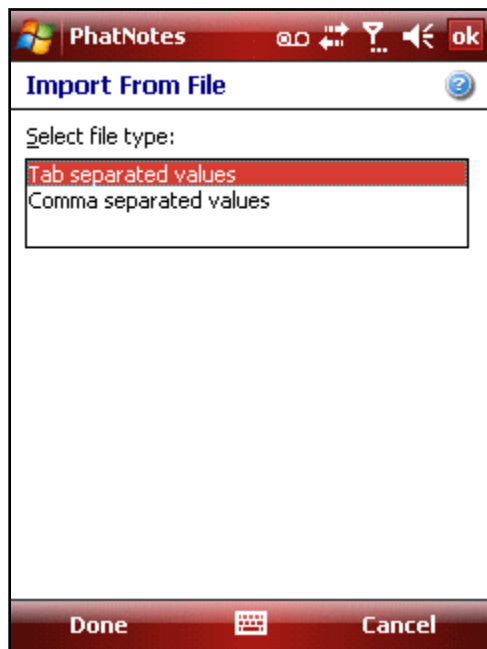 PhatNotes ok
Import From File
Select file type:
Tab separated values
Comma separated values
Done Cancel